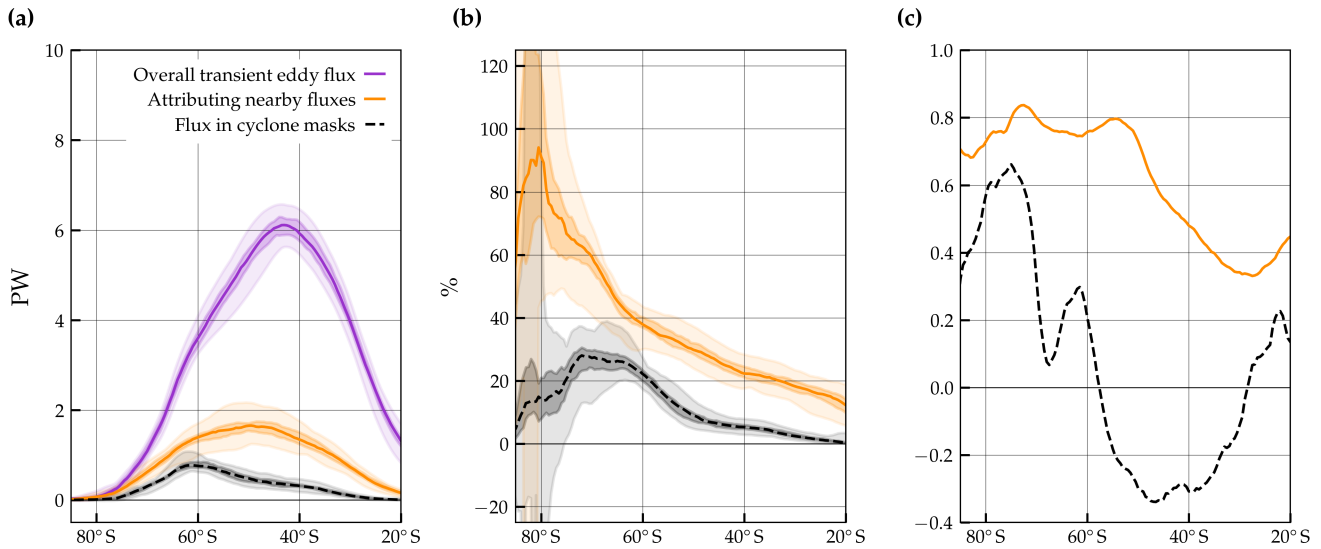 (a)
(b)
(c)
10
8
6
4
2
0
PW
Overall transient eddy flux
Attributing nearby fluxes
Flux in cyclone masks
80° S
60° S
40° S
20° S
120
100
80
60
40
20
0
−20
%
80° S
60° S
40° S
20° S
1.0
0.8
0.6
0.4
0.2
0.0
−0.2
−0.4
80° S
60° S
40° S
20° S